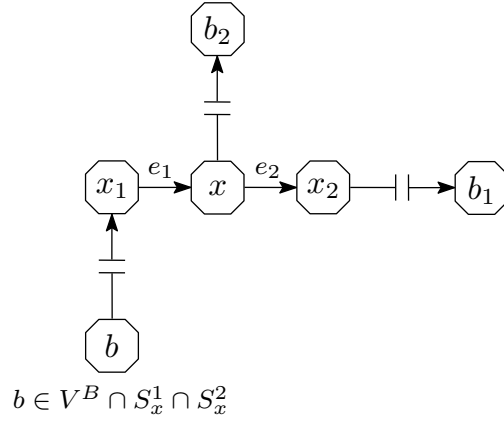 b₂
x₁ e₁ x e₂ x₂ b₁
b
b ∈ V^B ∩ S_x^1 ∩ S_x^2